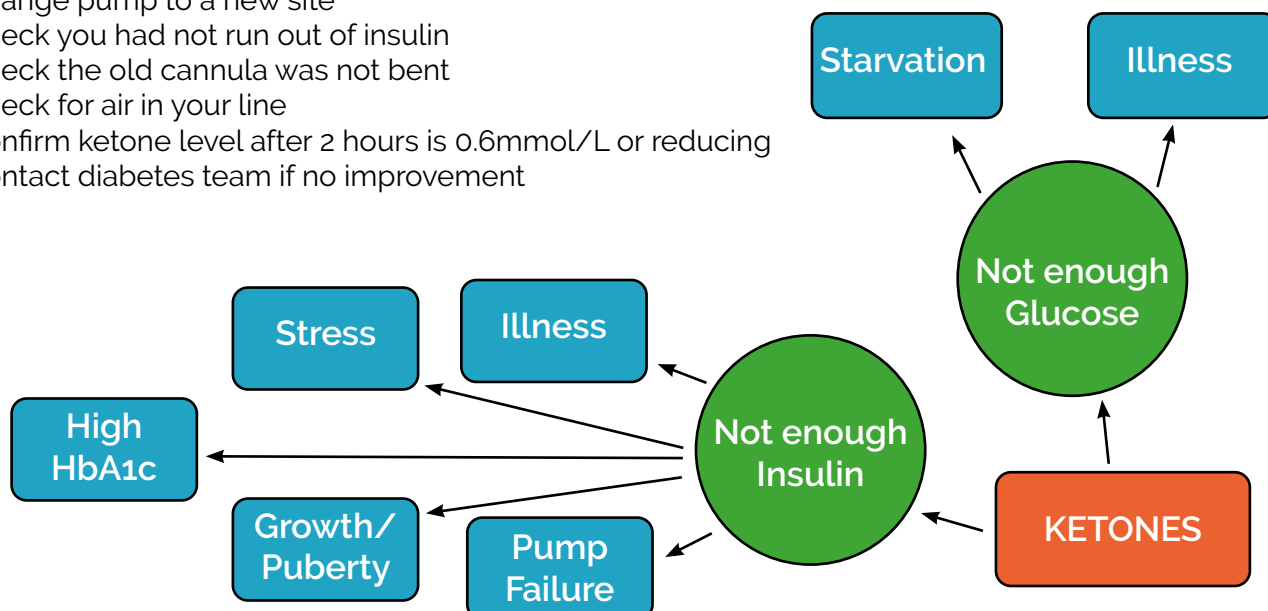 ange pump to a new site
eck you had not run out of insulin
eck the old cannula was not bent
eck for air in your line
onfirm ketone level after 2 hours is 0.6mmol/L or reducing
ontact diabetes team if no improvement
Starvation
Illness
Not enough
Glucose
Stress
Illness
High
HbA1c
Not enough
Insulin
Growth/
Puberty
Pump
Failure
KETONES